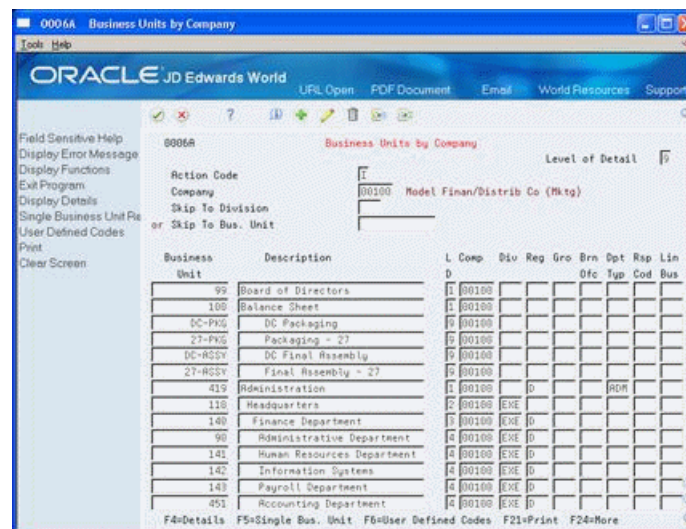 0006A Business Units by Company
Tools Help
ORACLE JD Edwards World
URL Open PDF Document Email World Resources Support
Field Sensitive Help
Display Error Message
Display Functions
Exit Program
Display Details
Single Business Unit Re
User Defined Codes
Print
Clear Screen
0006A Business Units by Company
Level of Detail 9
Action Code I
Company 00100 Model Finan/Distrib Co (Mktg)
Skip To Division
or Skip To Bus. Unit
Business Description L Comp Div Reg Gro Brn Dpt Rsp Lin
Unit D Ofc Typ Cod Bus
99 Board of Directors 1 00100
100 Balance Sheet 1 00100
DC-PKG DC Packaging 9 00100
27-PKG Packaging - 27 9 00100
DC-ASSY DC Final Assembly 9 00100
27-ASSY Final Assembly - 27 9 00100
419 Administration 1 00100 D ADM
110 Headquarters 2 00100 EXE
140 Finance Department 3 00100 EXE D
90 Administrative Department 4 00100 EXE D
141 Human Resources Department 4 00100 EXE D
142 Information Systems 4 00100 EXE D
143 Payroll Department 4 00100 EXE D
451 Accounting Department 4 00100 EXE D
F4=Details F5=Single Bus. Unit F6=User Defined Codes F21=Print F24=More